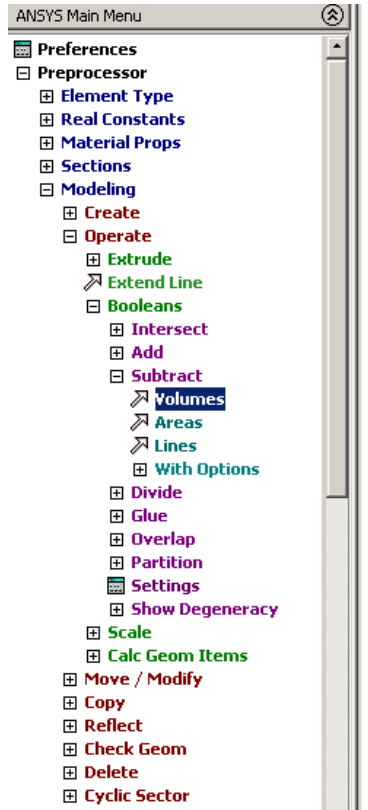 ANSYS Main Menu
Preferences
Preprocessor
Element Type
Real Constants
Material Props
Sections
Modeling
Create
Operate
Extrude
Extend Line
Booleans
Intersect
Add
Subtract
Volumes
Areas
Lines
With Options
Divide
Glue
Overlap
Partition
Settings
Show Degeneracy
Scale
Calc Geom Items
Move / Modify
Copy
Reflect
Check Geom
Delete
Cyclic Sector